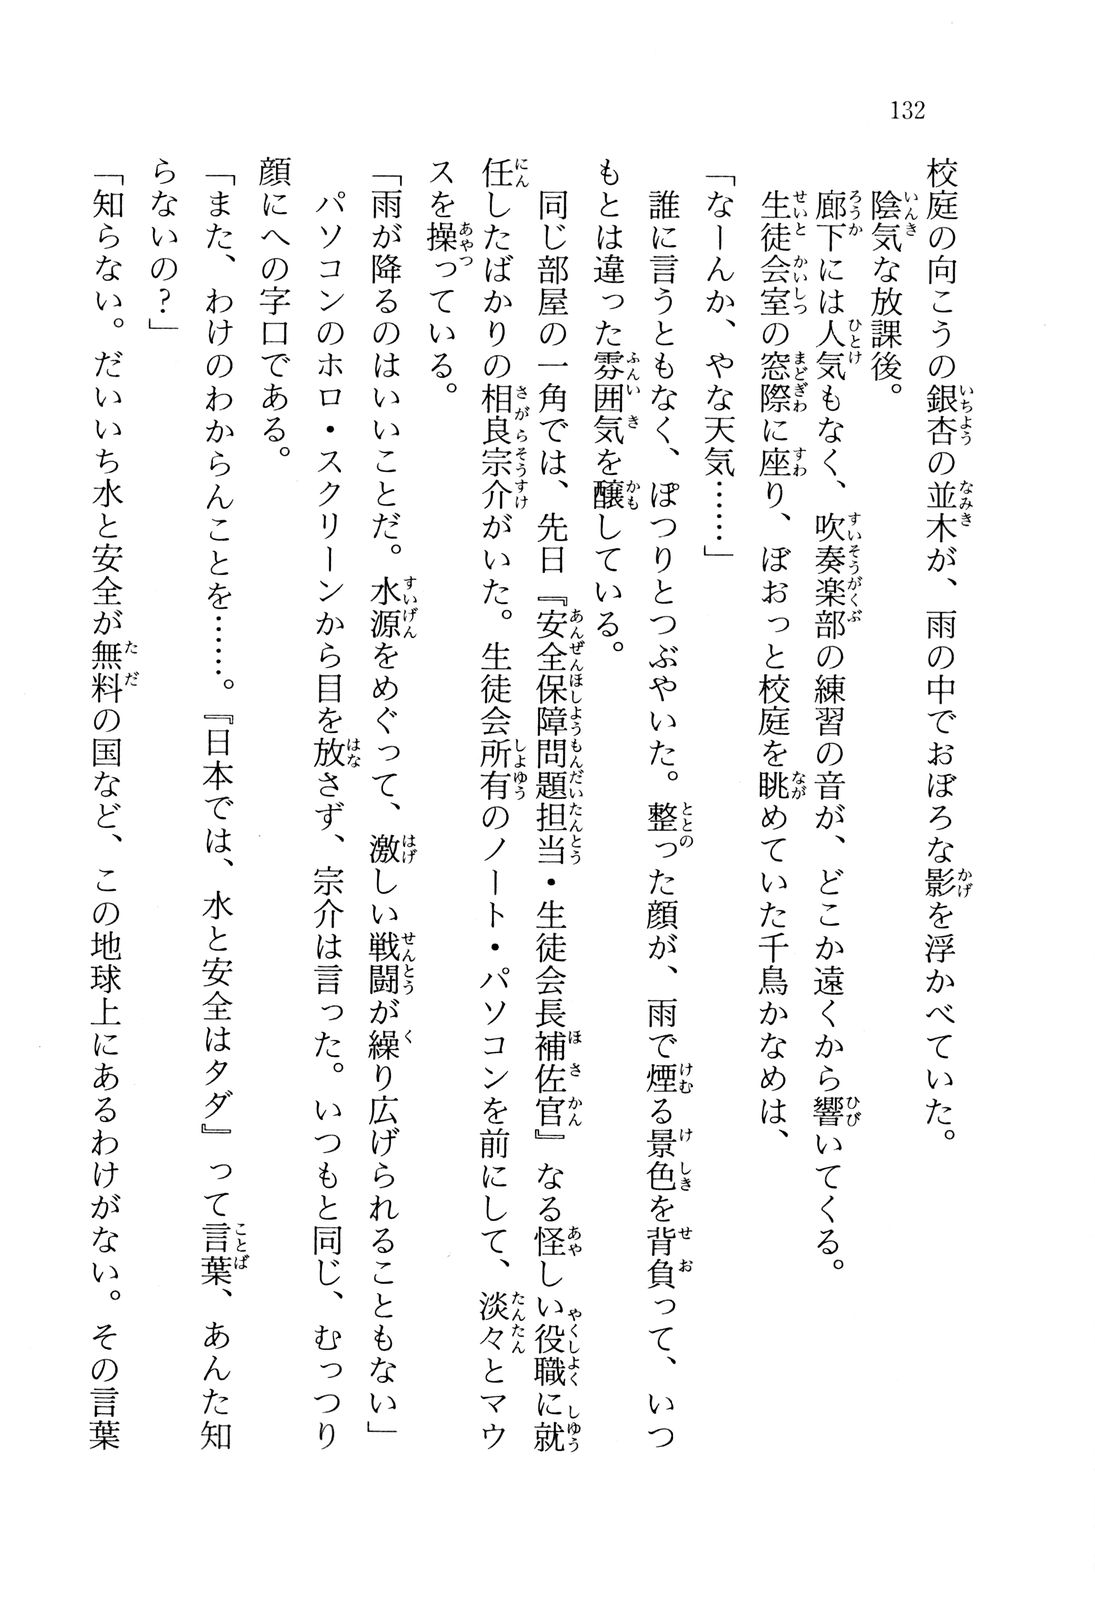 132
校庭の向こうの銀杏の並木が、雨の中でおぼろな影を浮かべていた。
陰気な放課後。
廊下には人気もなく、吹奏楽部の練習の音が、どこか遠くから響いてくる。
生徒会室の窓際に座り、ぼおっと校庭を眺めていた千鳥かなめは、
「なーんか、やな天気……」
誰に言うともなく、ぽつりとつぶやいた。整った顔が、雨で煙る景色を背負って、いつ
もとは違った雰囲気を醸している。
同じ部屋の一角では、先日『安全保障問題担当・生徒会長補佐官』なる怪しい役職に就
任したばかりの相良宗介がいた。生徒会所有のノート・パソコンを前にして、淡々とマウ
スを操っている。
「雨が降るのはいいことだ。水源をめぐって、激しい戦闘が繰り広げられることもない」
パソコンのホロ・スクリーンから目を放さず、宗介は言った。いつもと同じ、むっつり
顔にへの字口である。
「また、わけのわからんことを……。『日本では、水と安全はタダ』って言葉、あんた知
らないの？」
「知らない。だいいち水と安全が無料の国など、この地球上にあるわけがない。その言葉